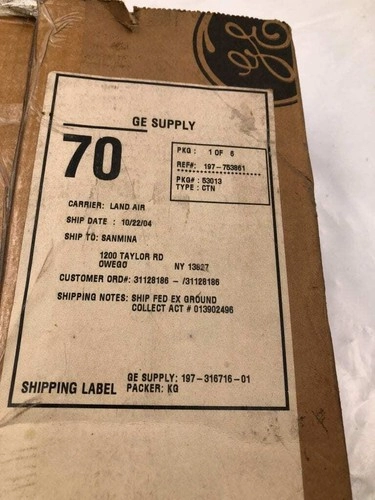 GE
GE SUPPLY
70
PKG : 1 OF 6
REF#: 197-753861
PKG# : 53013
TYPE : CTN
CARRIER: LAND AIR
SHIP DATE : 10/22/04
SHIP TO: SANMINA
1200 TAYLOR RD
OWEGO NY 13827
CUSTOMER ORD#: 31128186 - /31128186
SHIPPING NOTES: SHIP FED EX GROUND
COLLECT ACT # 013902496
SHIPPING LABEL
GE SUPPLY: 197-316716-01
PACKER: KG